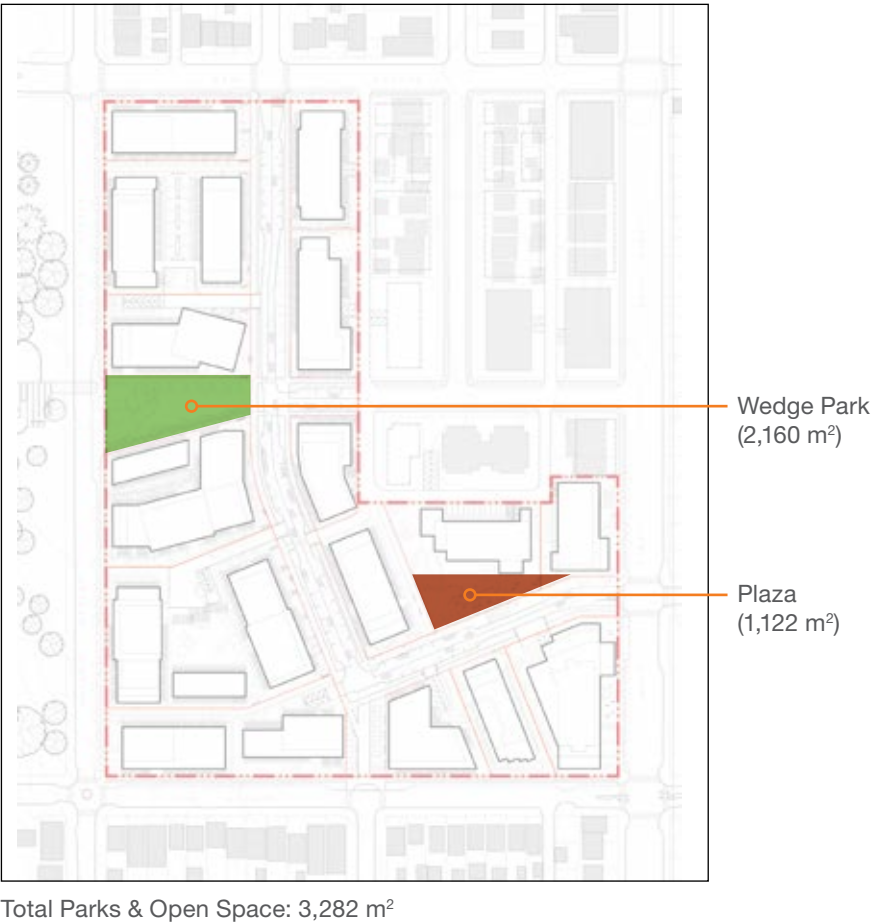 Wedge Park
(2,160 m²)
Plaza
(1,122 m²)
Total Parks & Open Space: 3,282 m²